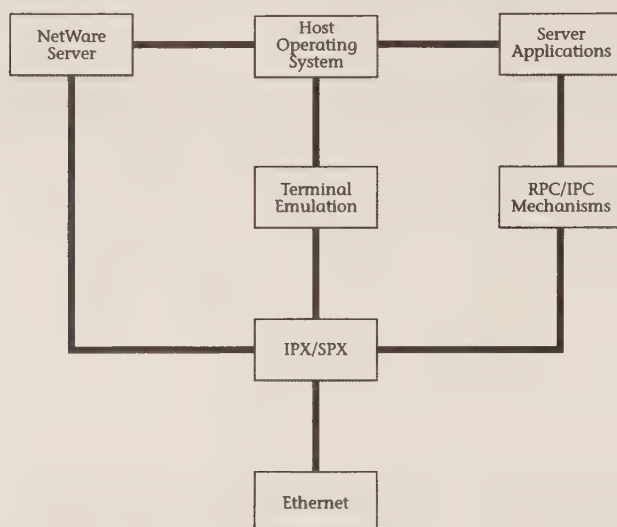 NetWare
Server
Host
Operating
System
Server
Applications
Terminal
Emulation
RPC/IPC
Mechanisms
IPX/SPX
Ethernet